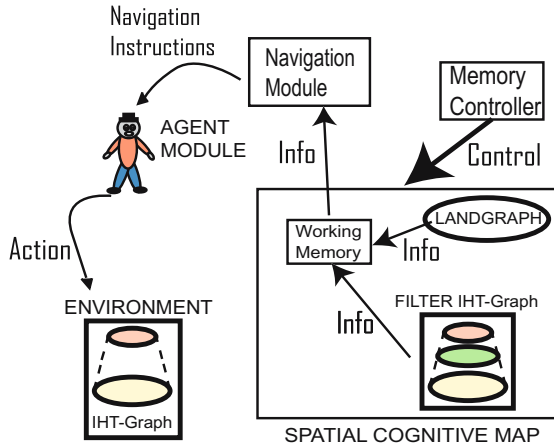 Navigation
Instructions
Navigation
Module
Memory
Controller
AGENT
MODULE
Info
Control
LANDGRAPH
Working
Memory
Info
Action
ENVIRONMENT
FILTER IHT-Graph
Info
IHT-Graph
SPATIAL COGNITIVE MAP